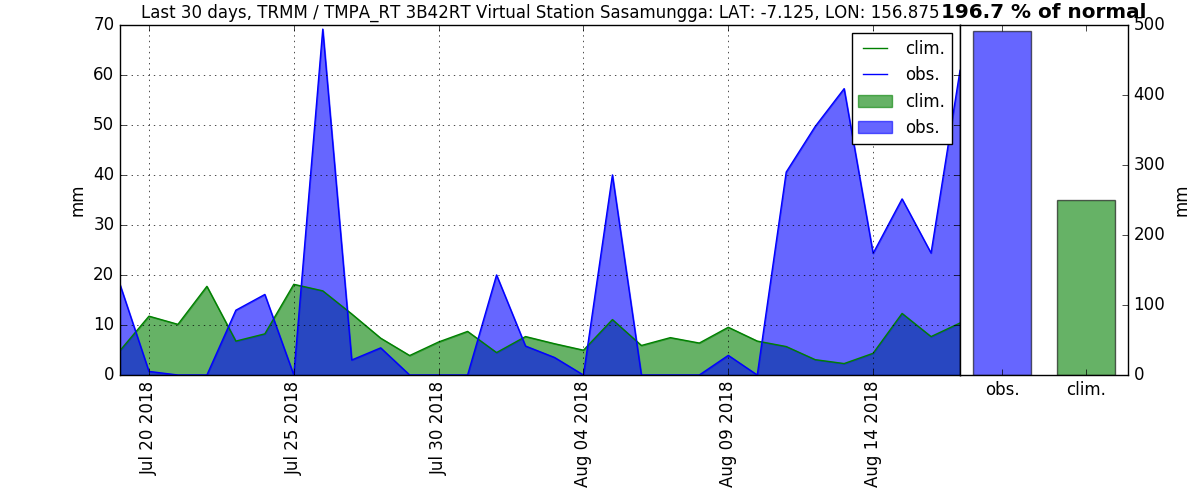 Last 30 days, TRMM / TMPA_RT 3B42RT Virtual Station Sasamungga: LAT: -7.125, LON: 156.875
196.7 % of normal
70
60
50
40
30
20
10
0
mm
clim.
obs.
clim.
obs.
500
400
300
200
100
0
mm
Jul 20 2018
Jul 25 2018
Jul 30 2018
Aug 04 2018
Aug 09 2018
Aug 14 2018
obs.
clim.